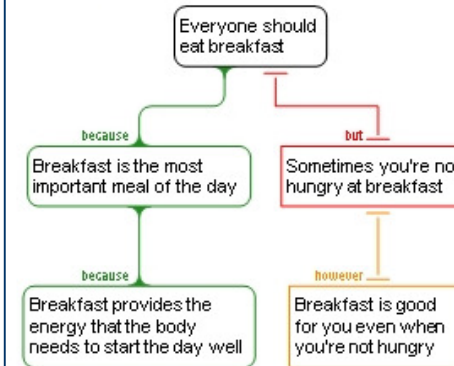 Everyone should
eat breakfast
because
but
Breakfast is the most
important meal of the day
Sometimes you're
hungry at breakfast
because
however
Breakfast provides the
energy that the body
needs to start the day well
Breakfast is good
for you even when
you're not hungry